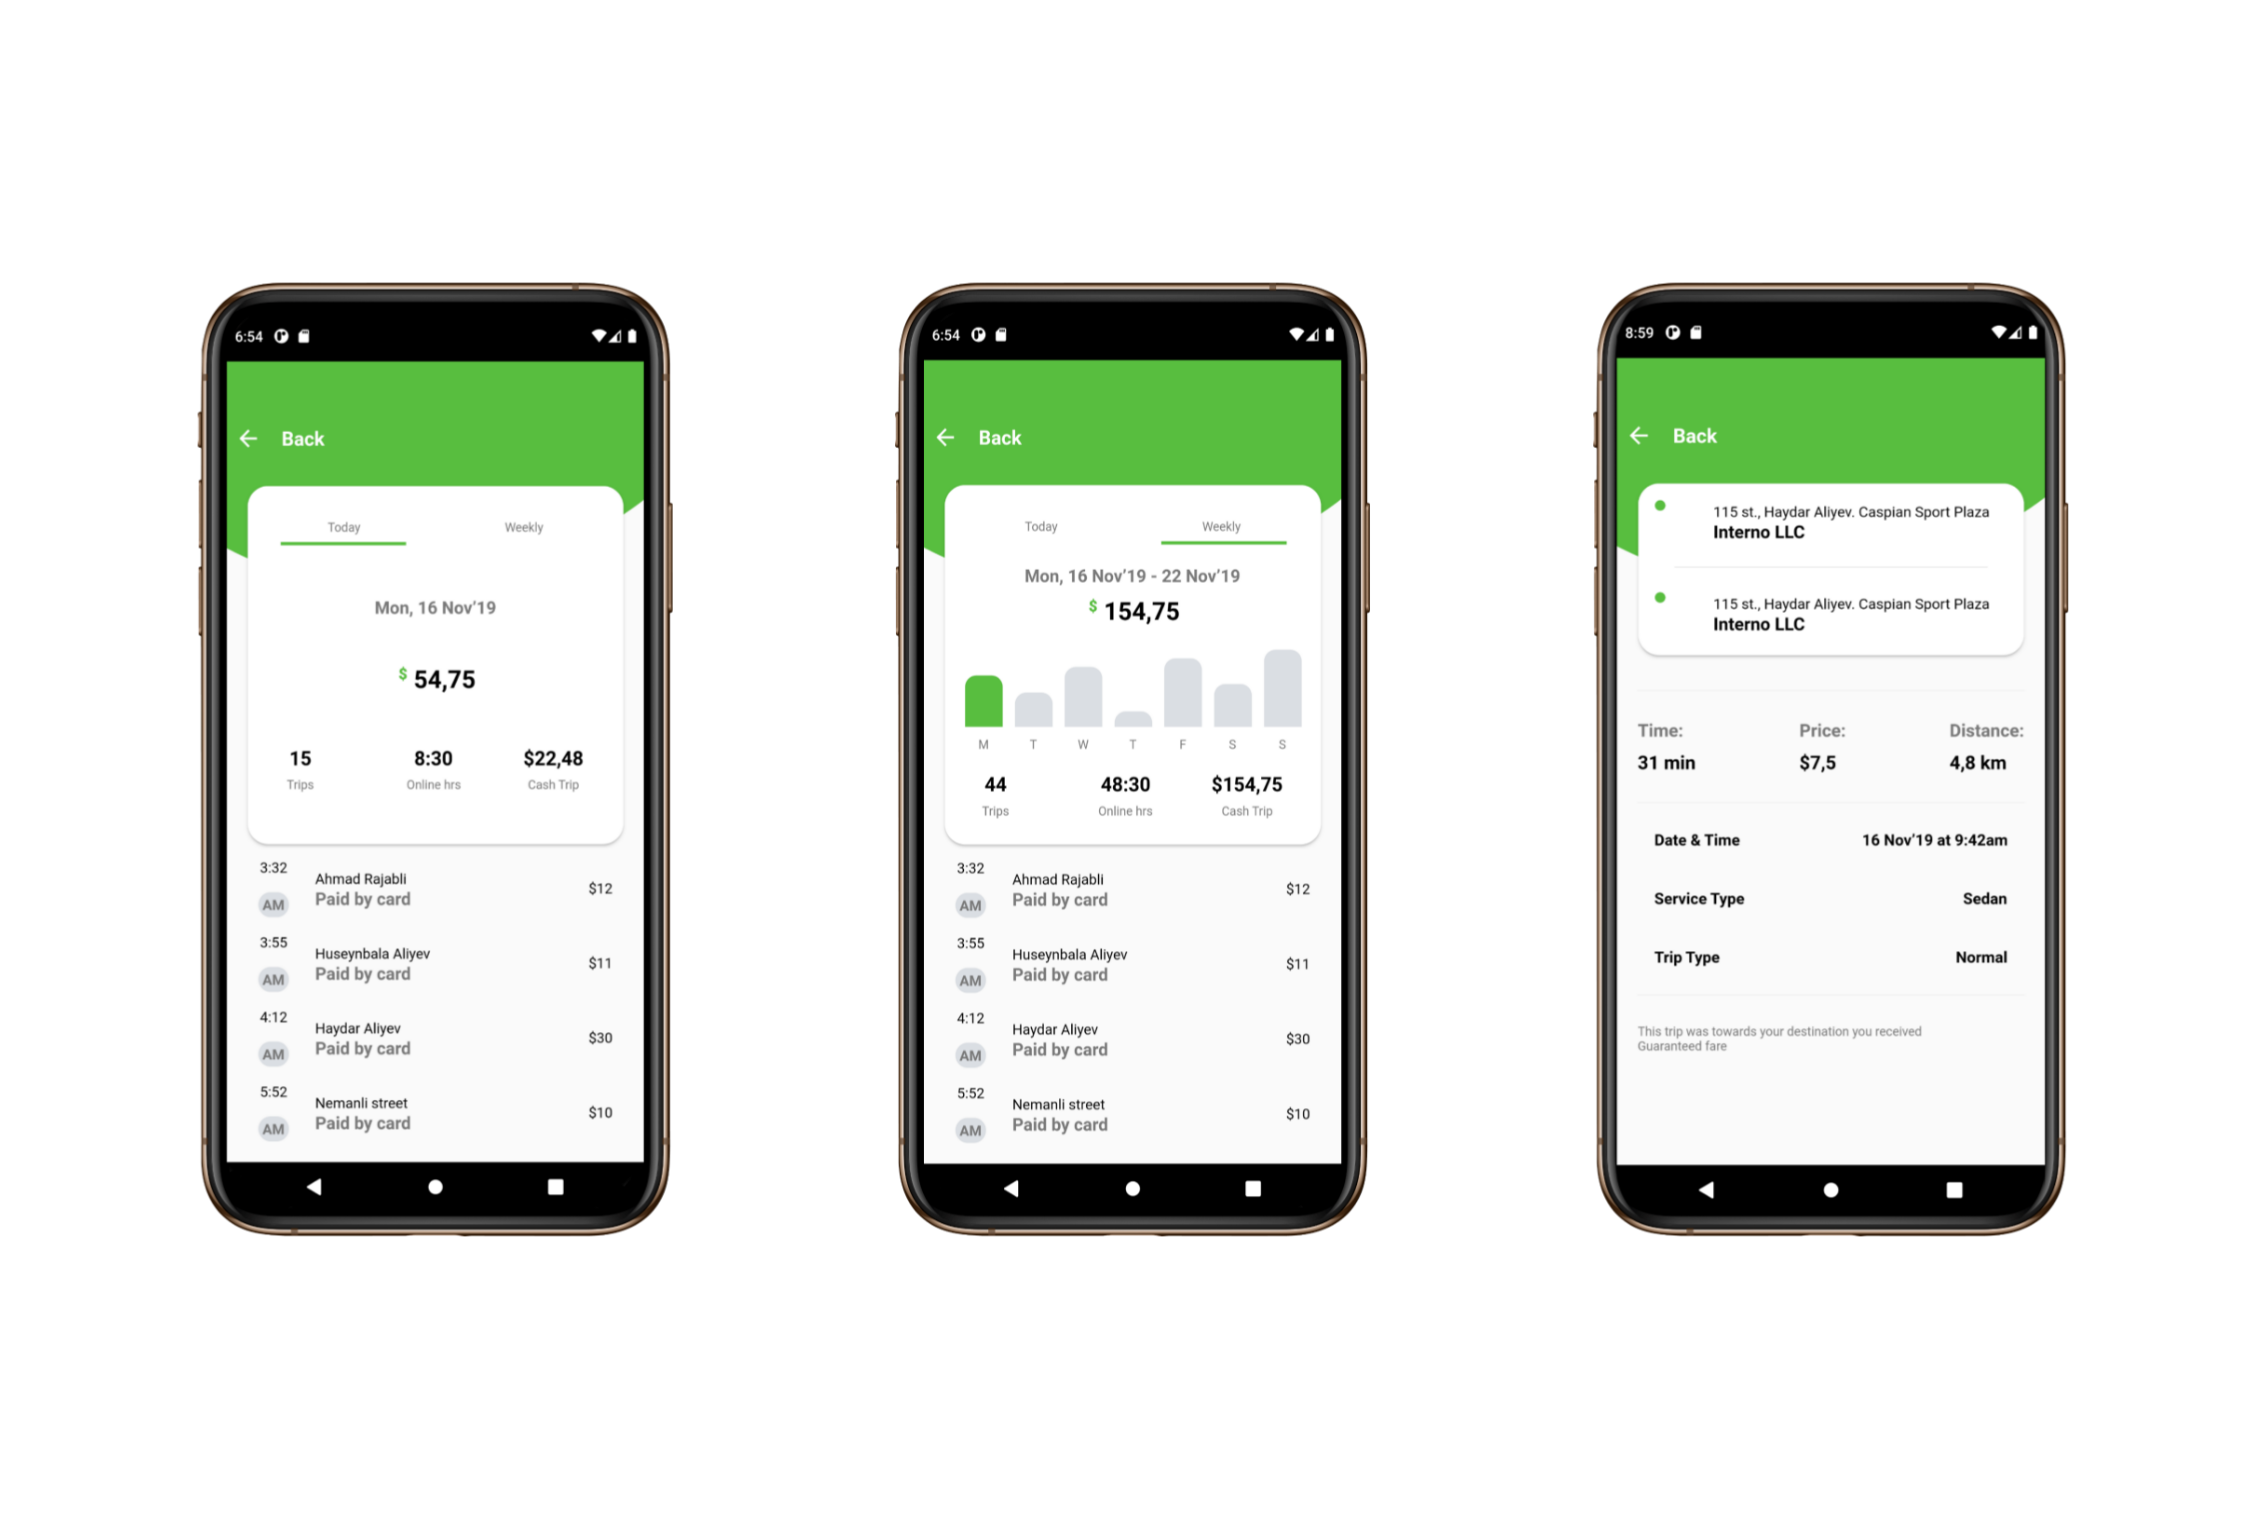 6:54
Back
Today Weekly
Mon, 16 Nov’19
$ 54,75
15 8:30 $22,48
Trips Online hrs Cash Trip
3:32
AM
Ahmad Rajabli
Paid by card
$12
3:55
AM
Huseynbala Aliyev
Paid by card
$11
4:12
AM
Haydar Aliyev
Paid by card
$30
5:52
AM
Nemanli street
Paid by card
$10
6:54
Back
Today Weekly
Mon, 16 Nov’19 - 22 Nov’19
$ 154,75
M T W T F S S
44 48:30 $154,75
Trips Online hrs Cash Trip
3:32
AM
Ahmad Rajabli
Paid by card
$12
3:55
AM
Huseynbala Aliyev
Paid by card
$11
4:12
AM
Haydar Aliyev
Paid by card
$30
5:52
AM
Nemanli street
Paid by card
$10
8:59
Back
115 st., Haydar Aliyev. Caspian Sport Plaza
Interno LLC
115 st., Haydar Aliyev. Caspian Sport Plaza
Interno LLC
Time: Price: Distance:
31 min $7,5 4,8 km
Date & Time 16 Nov’19 at 9:42am
Service Type Sedan
Trip Type Normal
This trip was towards your destination you received
Guaranteed fare